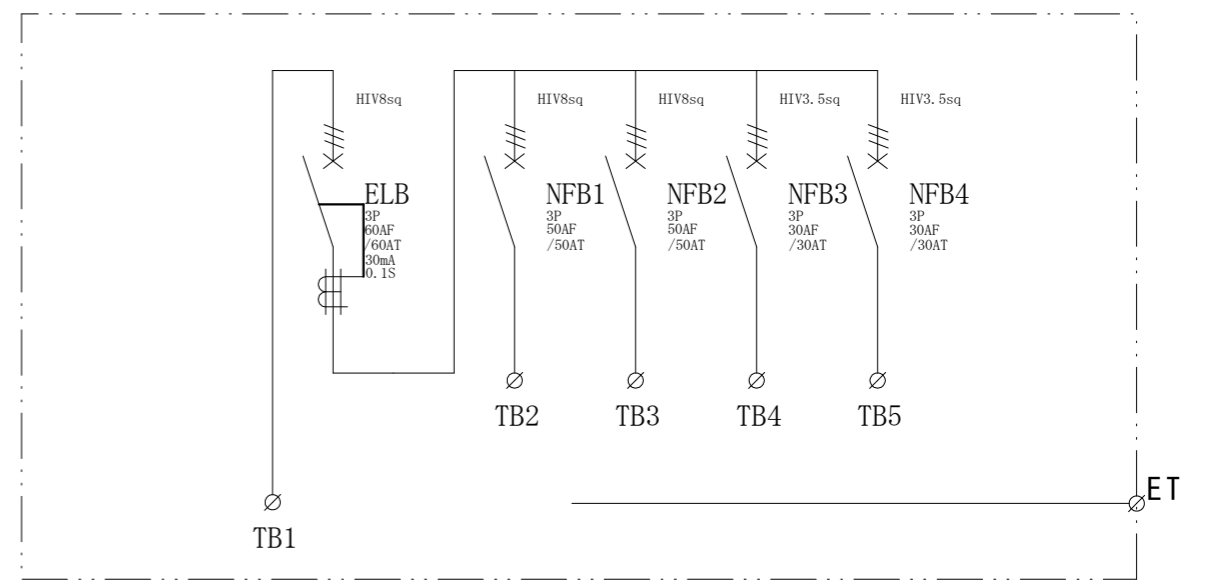 HIV8sq
HIV8sq
HIV8sq
HIV3.5sq
HIV3.5sq
ELB
3P
60AF
/60AT
30mA
0.1S
NFB1
3P
50AF
/50AT
NFB2
3P
50AF
/50AT
NFB3
3P
30AF
/30AT
NFB4
3P
30AF
/30AT
TB2
TB3
TB4
TB5
ET
TB1